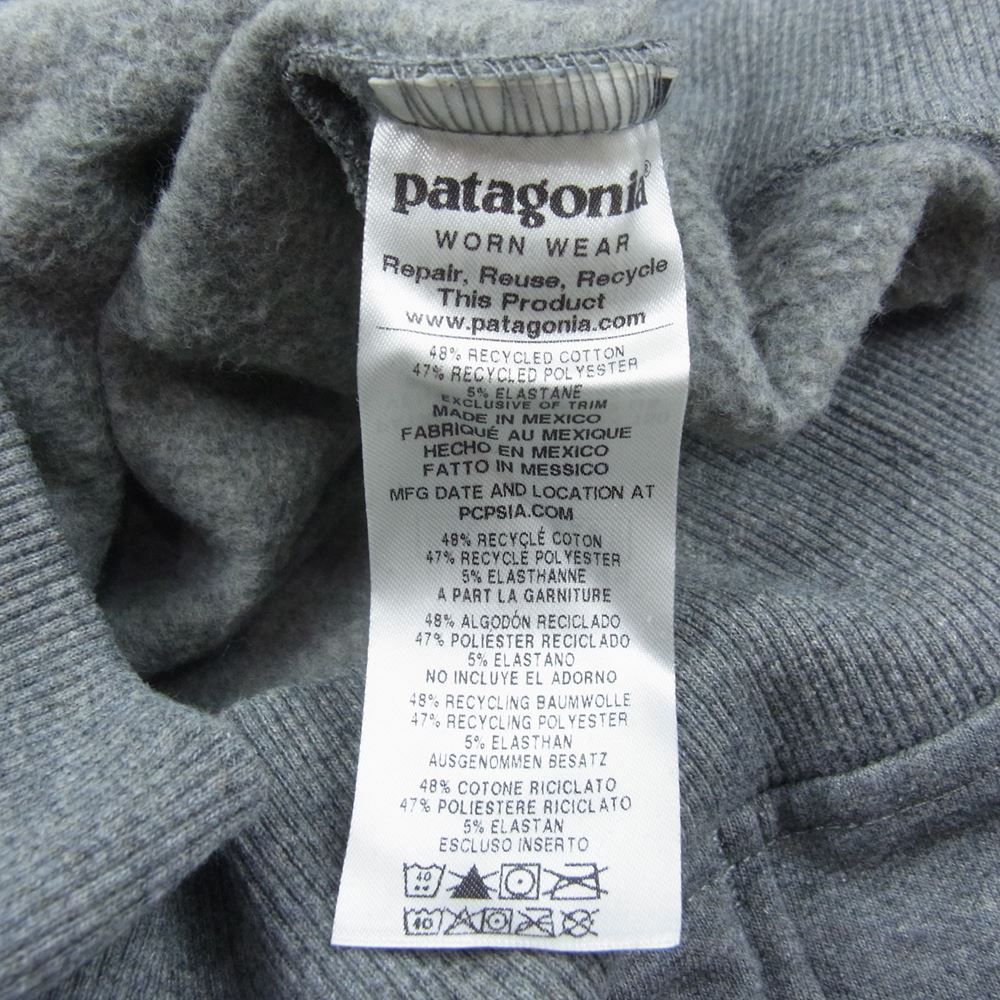 patagonia®
WORN WEAR
Repair, Reuse, Recycle
This Product
www.patagonia.com
48% RECYCLED COTTON
47% RECYCLED POLYESTER
5% ELASTANE
EXCLUSIVE OF TRIM
MADE IN MEXICO
FABRIQUÉ AU MEXIQUE
HECHO EN MEXICO
FATTO IN MESSICO
MFG DATE AND LOCATION AT
PCPSIA.COM
48% RECYCLÉ COTON
47% RECYCLÉ POLYESTER
5% ELASTHANNE
A PART LA GARNITURE
48% ALGODÓN RECICLADO
47% POLIÉSTER RECICLADO
5% ELASTANO
NO INCLUYE EL ADORNO
48% RECYCLING BAUMWOLLE
47% RECYCLING POLYESTER
5% ELASTHAN
AUSGENOMMEN BESATZ
48% COTONE RICICLATO
47% POLIESTERE RICICLATO
5% ELASTAN
ESCLUSO INSERTO
40
40